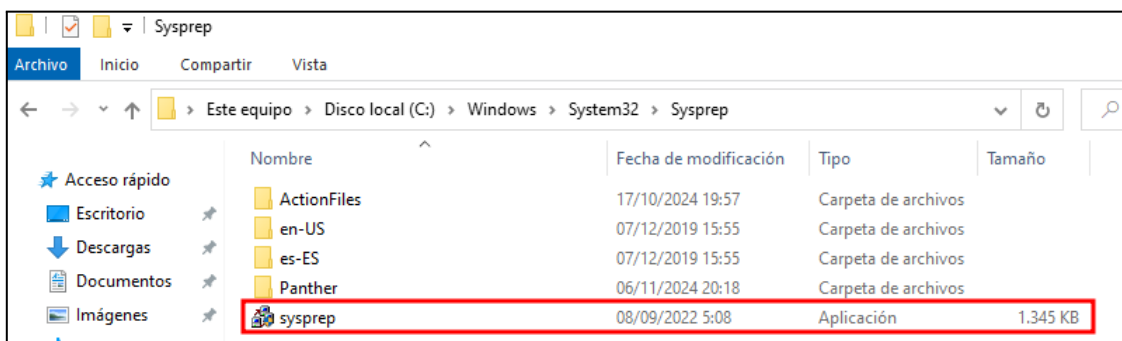 Sysprep
Archivo Inicio Compartir Vista
Este equipo > Disco local (C:) > Windows > System32 > Sysprep
Nombre Fecha de modificación Tipo Tamaño
Acceso rápido
ActionFiles 17/10/2024 19:57 Carpeta de archivos
Escritorio
en-US 07/12/2019 15:55 Carpeta de archivos
Descargas
es-ES 07/12/2019 15:55 Carpeta de archivos
Documentos
Panther 06/11/2024 20:18 Carpeta de archivos
Imágenes
sysprep 08/09/2022 5:08 Aplicación 1.345 KB